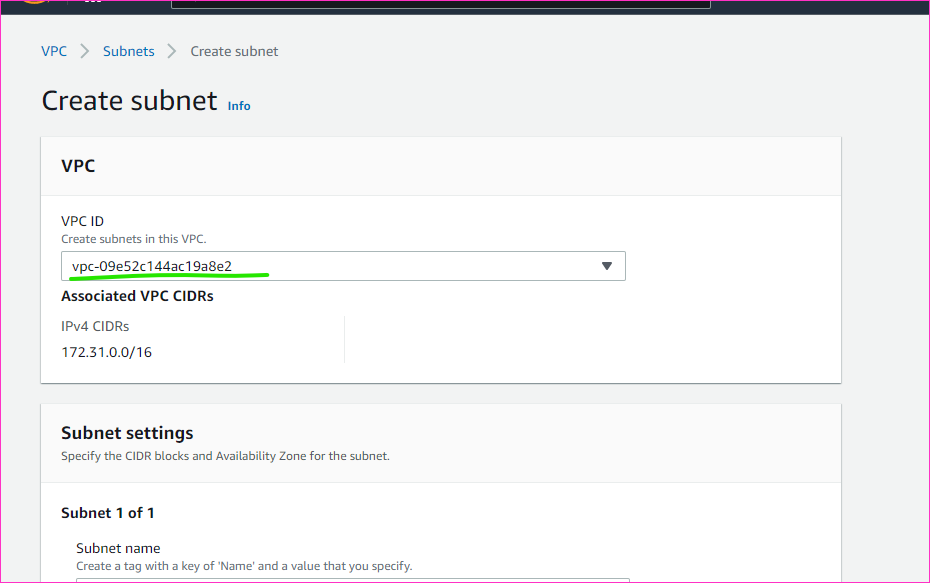 VPC > Subnets > Create subnet
Create subnet Info
VPC
VPC ID
Create subnets in this VPC.
vpc-09e52c144ac19a8e2
Associated VPC CIDRs
IPv4 CIDRs
172.31.0.0/16
Subnet settings
Specify the CIDR blocks and Availability Zone for the subnet.
Subnet 1 of 1
Subnet name
Create a tag with a key of 'Name' and a value that you specify.